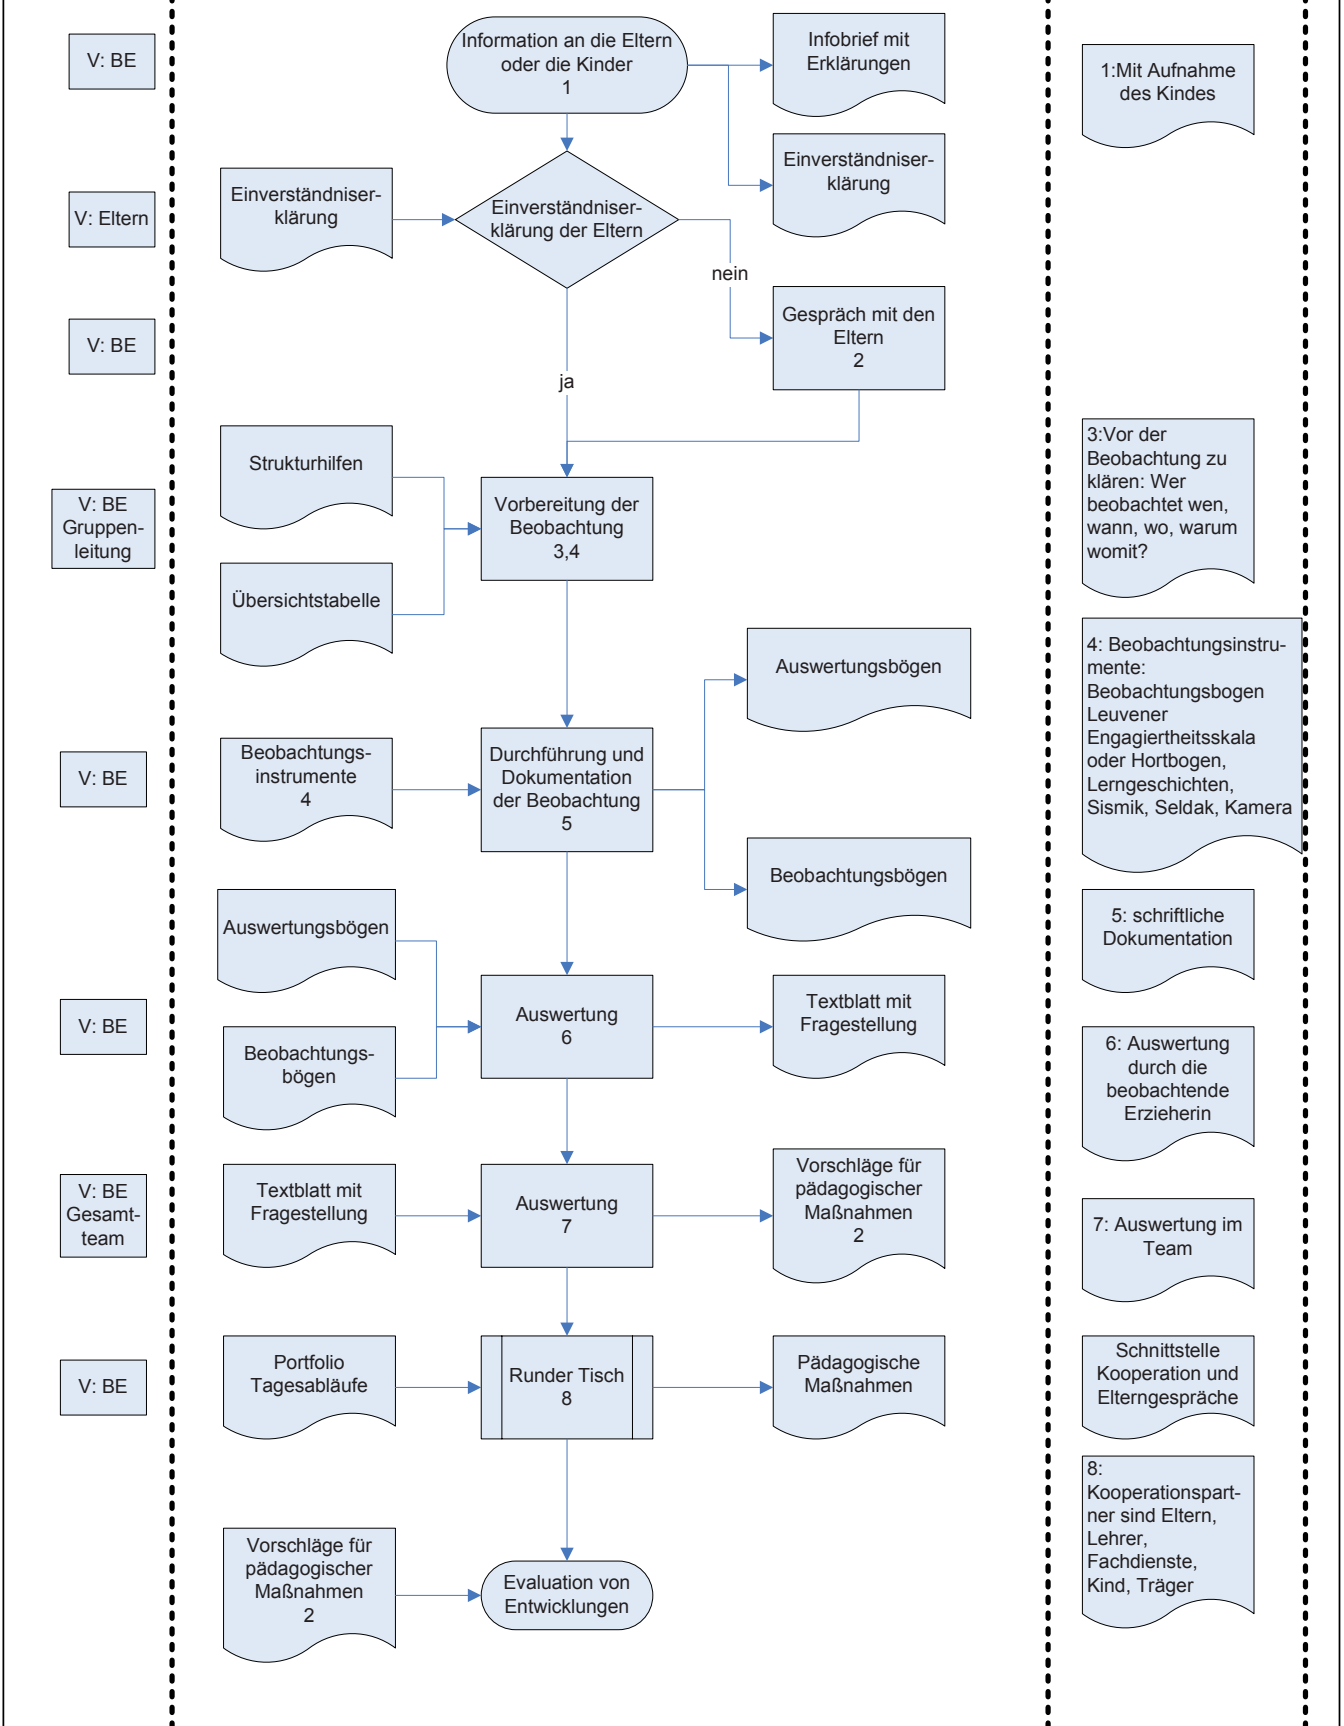 V: BE
Information an die Eltern
oder die Kinder
1
Infobrief mit
Erklärungen
1:Mit Aufnahme
des Kindes
Einverständniser-
klärung
V: Eltern
Einverständniser-
klärung
Einverständniser-
klärung der Eltern
nein
V: BE
Gespräch mit den
Eltern
2
ja
Strukturhilfen
3:Vor der
Beobachtung zu
klären: Wer
beobachtet wen,
wann, wo, warum
womit?
V: BE
Gruppen-
leitung
Vorbereitung der
Beobachtung
3,4
Übersichtstabelle
Auswertungsbögen
4: Beobachtungsinstru-
mente:
Beobachtungsbogen
Leuvener
Engagiertheitsskala
oder Hortbogen,
Lerngeschichten,
Sismik, Seldak, Kamera
V: BE
Beobachtungs-
instrumente
4
Durchführung und
Dokumentation
der Beobachtung
5
Beobachtungsbögen
Auswertungsbögen
5: schriftliche
Dokumentation
V: BE
Beobachtungs-
bögen
Auswertung
6
Textblatt mit
Fragestellung
6: Auswertung
durch die
beobachtende
Erzieherin
V: BE
Gesamt-
team
Textblatt mit
Fragestellung
Auswertung
7
Vorschläge für
pädagogischer
Maßnahmen
2
7: Auswertung im
Team
V: BE
Portfolio
Tagesabläufe
Runder Tisch
8
Pädagogische
Maßnahmen
Schnittstelle
Kooperation und
Elterngespräche
8:
Kooperationspart-
ner sind Eltern,
Lehrer,
Fachdienste,
Kind, Träger
Vorschläge für
pädagogischer
Maßnahmen
2
Evaluation von
Entwicklungen